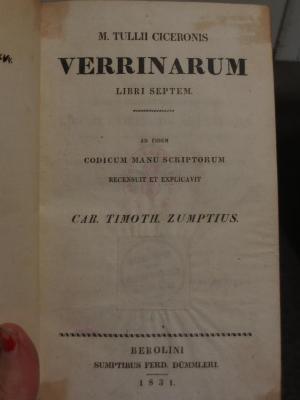 M. TULLII CICERONIS
VERRINARUM
LIBRI SEPTEM.
AD FIDEM
CODICUM MANU SCRIPTORUM
RECENSUIT ET EXPLICAVIT
CAR. TIMOTH. ZUMPTIUS.
BEROLINI
SUMPTIBUS FERD. DÜMMLERI.
1831.